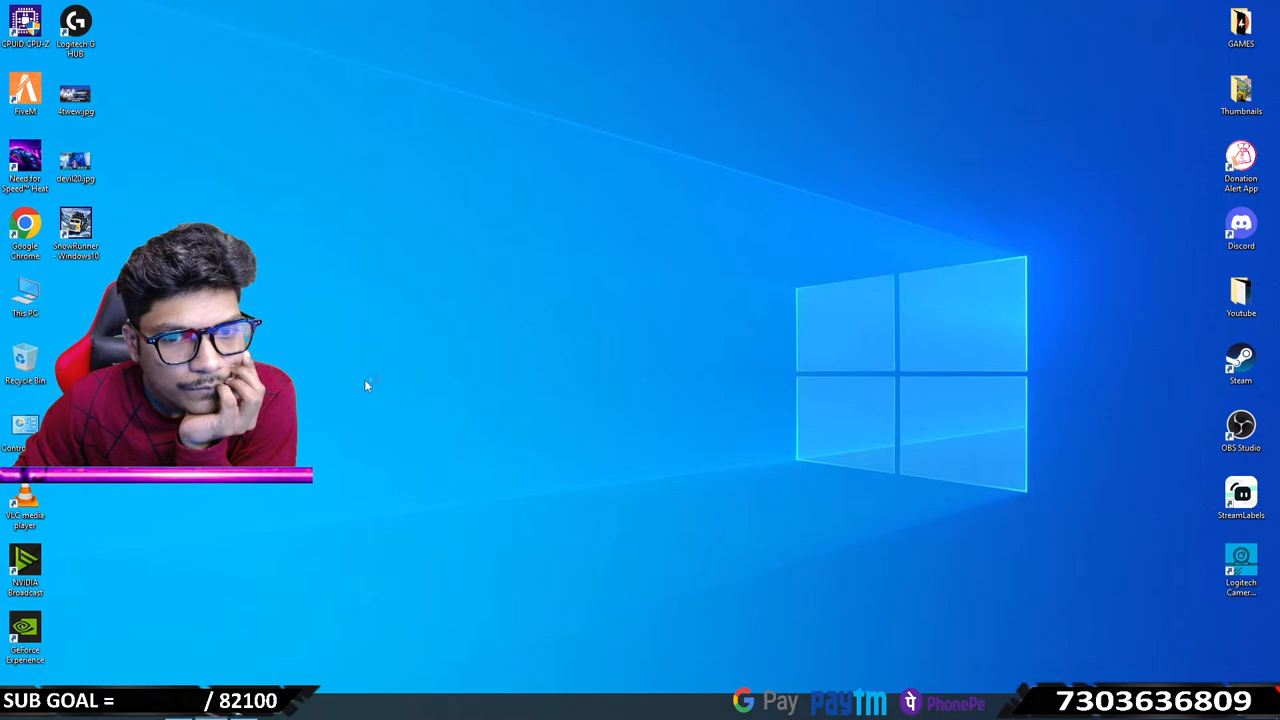 CPUID CPU-Z
Logitech G
HUB
FiveM
4twew.jpg
Need for
Speed™ Heat
devil20.jpg
Google
Chrome
SnowRunner
- Windows10
This PC
Recycle Bin
Contro
VLC media
player
NVIDIA
Broadcast
GeForce
Experience
GAMES
Thumbnails
Donation
Alert App
Discord
Youtube
Steam
OBS Studio
StreamLabels
Logitech
Camer...
SUB GOAL = / 82100
G Pay paytm PhonePe
7303636809